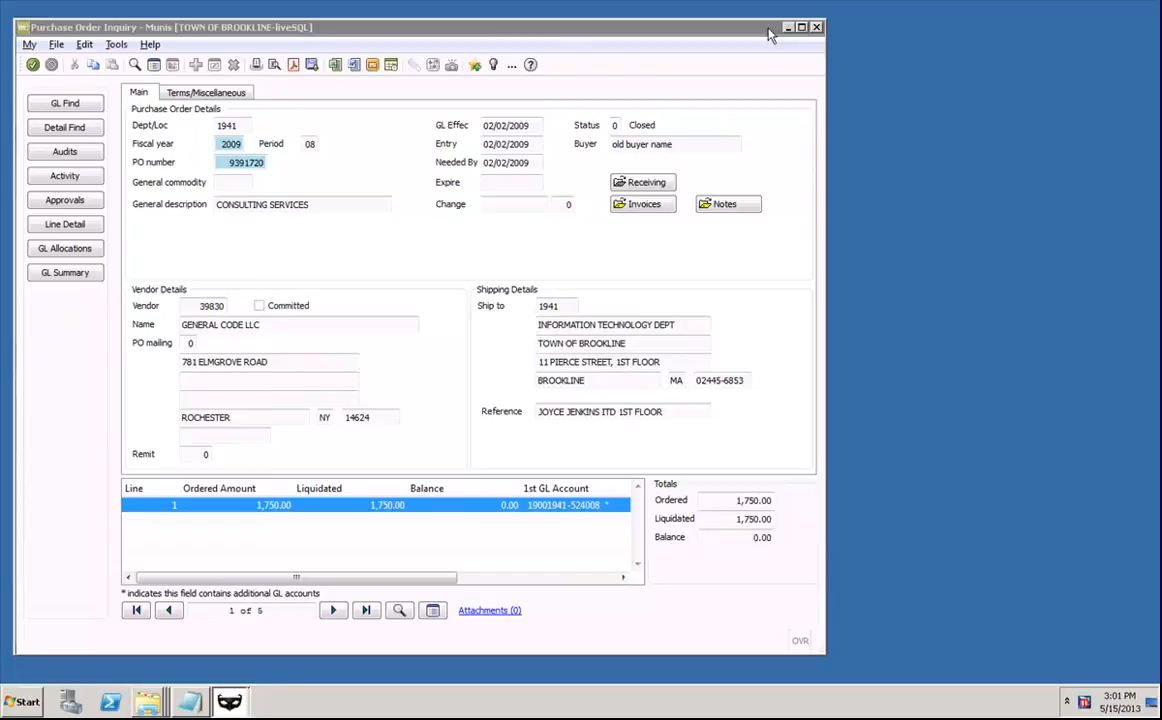 Purchase Order Inquiry - Munis [TOWN OF BROOKLINE-liveSQL]
My File Edit Tools Help
GL Find
Detail Find
Audits
Activity
Approvals
Line Detail
GL Allocations
GL Summary
Main Terms/Miscellaneous
Purchase Order Details
Dept/Loc 1941 GL Effec 02/02/2009 Status 0 Closed
Fiscal year 2009 Period 08 Entry 02/02/2009 Buyer old buyer name
PO number 9391720 Needed By 02/02/2009
General commodity Expire Receiving
General description CONSULTING SERVICES Change 0 Invoices Notes
Vendor Details
Vendor 39830 Committed
Name GENERAL CODE LLC
PO mailing 0
781 ELMGROVE ROAD
ROCHESTER NY 14624
Remit 0
Shipping Details
Ship to 1941
INFORMATION TECHNOLOGY DEPT
TOWN OF BROOKLINE
11 PIERCE STREET, 1ST FLOOR
BROOKLINE MA 02445-6853
Reference JOYCE JENKINS ITD 1ST FLOOR
Line Ordered Amount Liquidated Balance 1st GL Account
1 1,750.00 1,750.00 0.00 19001941-524008 *
Totals
Ordered 1,750.00
Liquidated 1,750.00
Balance 0.00
* indicates this field contains additional GL accounts
1 of 5 Attachments (0)
OVR
Start
3:01 PM
5/15/2013